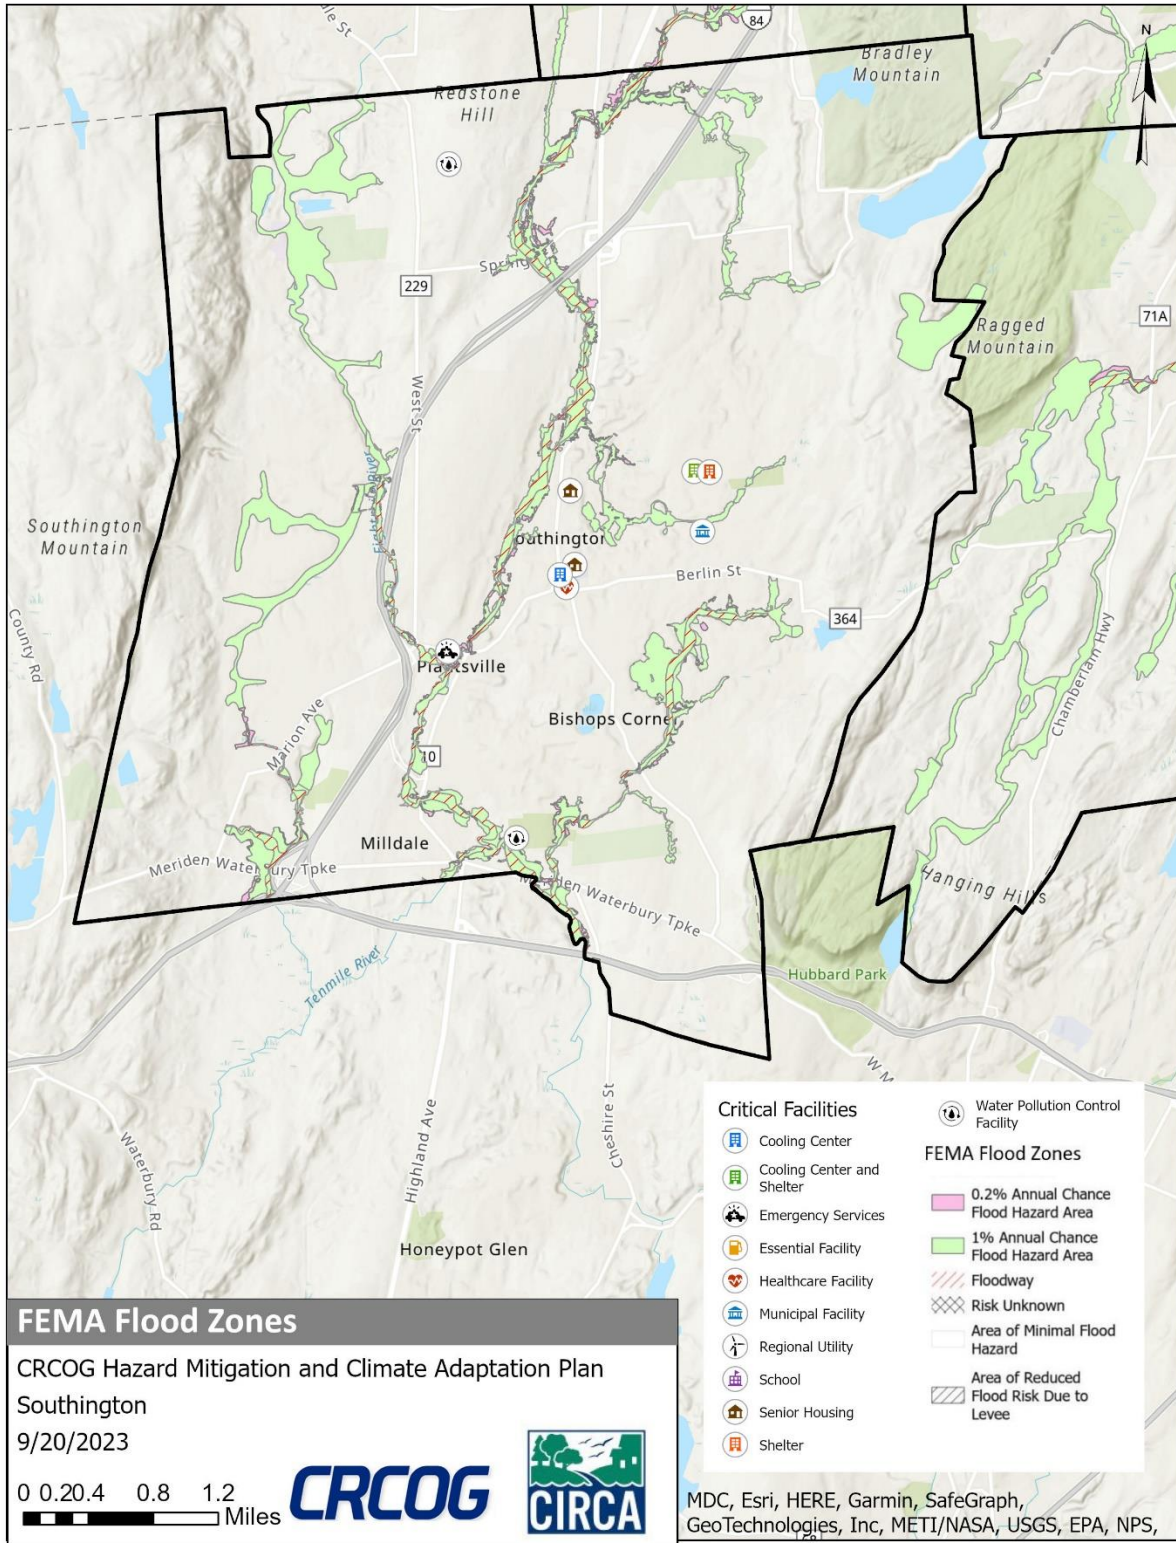 ale St
84
Bradley
Mountain
N
Redstone
Hill
Spring
229
Ragged
Mountain
71A
West St
Southington
Mountain
outhington
Berlin St
364
County Rd
Plantsville
Chamberlain Hwy
Bishops Corne
Marion Ave
10
Milldale
Meriden Waterbury Tpke
Hanging Hills
Meriden Waterbury Tpke
Tenmile River
Hubbard Park
W M
Cheshire St
Highland Ave
Waterbury Rd
Honeypot Glen
Critical Facilities
Cooling Center
Cooling Center and
Shelter
Emergency Services
Essential Facility
Healthcare Facility
Municipal Facility
Regional Utility
School
Senior Housing
Shelter
Water Pollution Control
Facility
FEMA Flood Zones
0.2% Annual Chance
Flood Hazard Area
1% Annual Chance
Flood Hazard Area
Floodway
Risk Unknown
Area of Minimal Flood
Hazard
Area of Reduced
Flood Risk Due to
Levee
FEMA Flood Zones
CRCOG Hazard Mitigation and Climate Adaptation Plan
Southington
9/20/2023
0 0.20.4 0.8 1.2
Miles
CRCOG
CIRCA
MDC, Esri, HERE, Garmin, SafeGraph,
GeoTechnologies, Inc, METI/NASA, USGS, EPA, NPS,